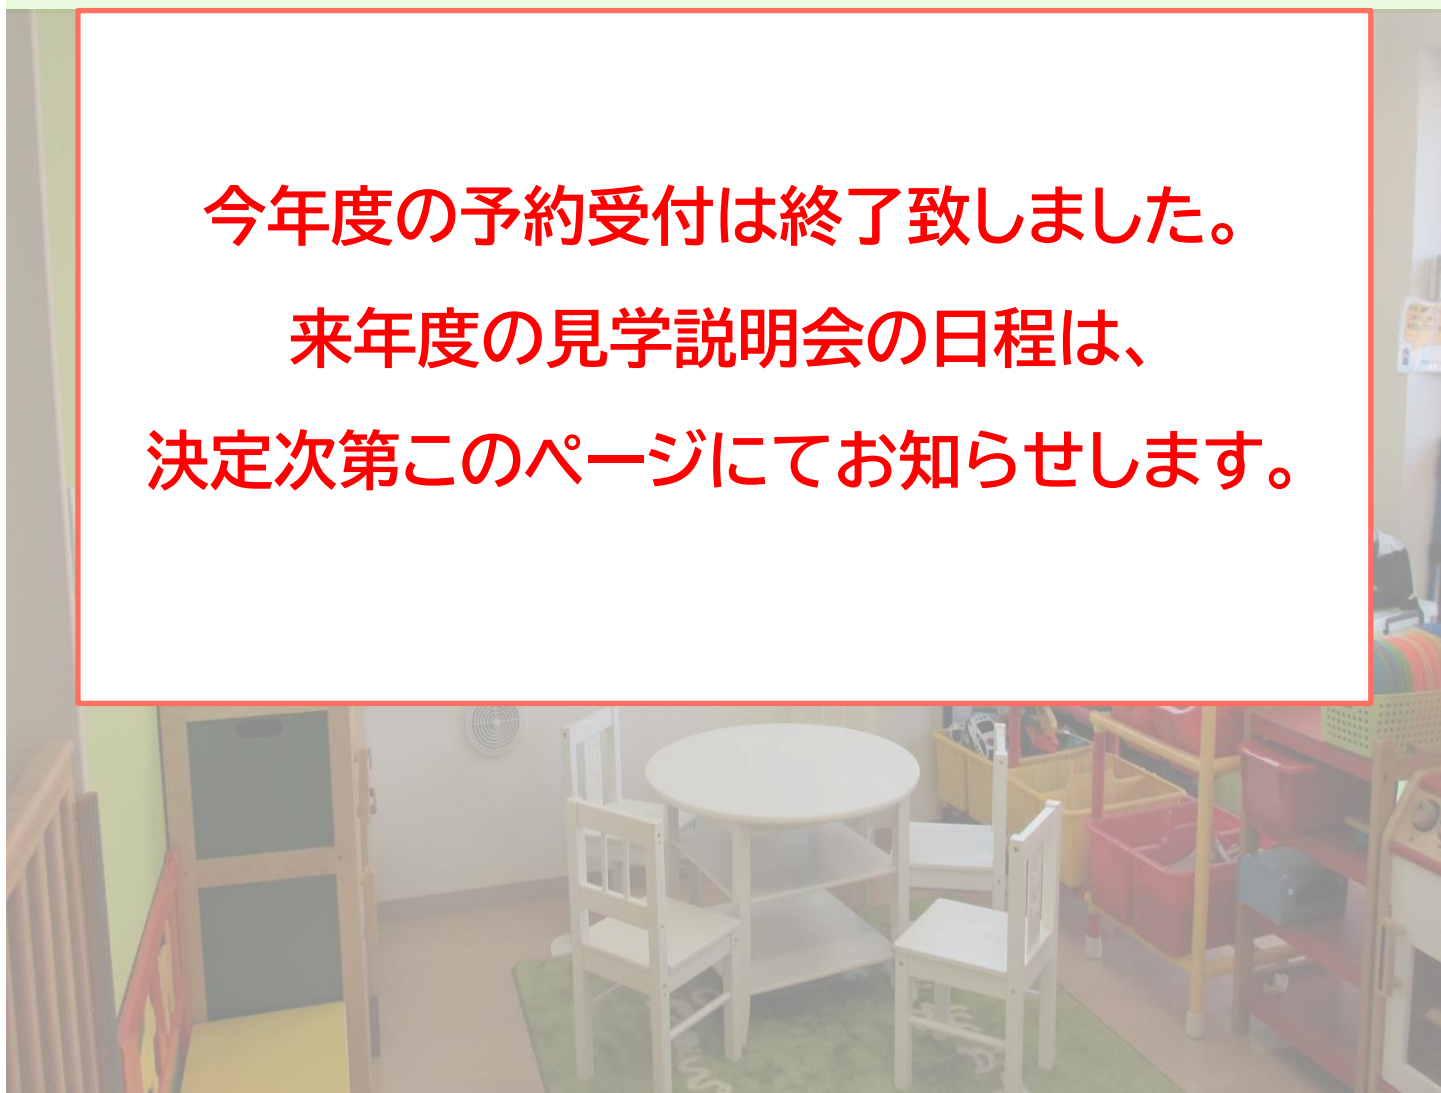 今年度の予約受付は終了致しました。
来年度の見学説明会の日程は、
決定次第このページにてお知らせします。